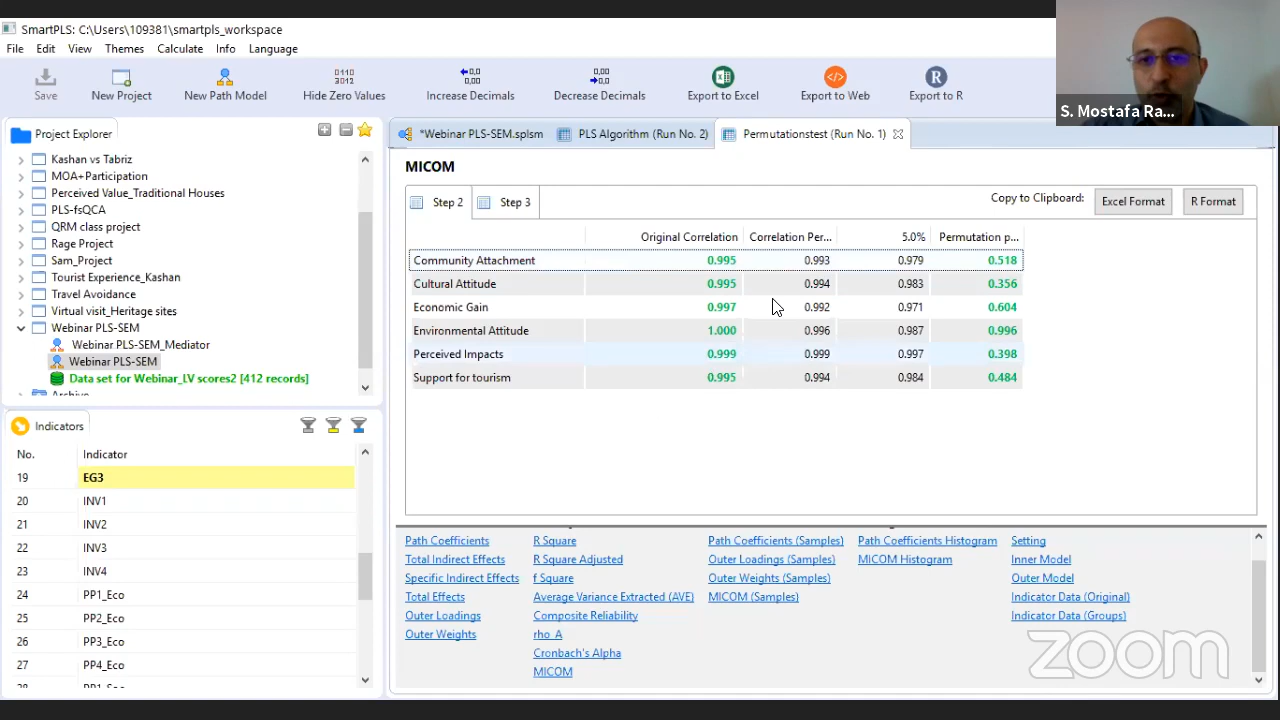 SmartPLS: C:\Users\109381\smartpls_workspace
File Edit View Themes Calculate Info Language
Save New Project New Path Model Hide Zero Values Increase Decimals Decrease Decimals Export to Excel Export to Web Export to R
S. Mostafa Ra...
Project Explorer
Kashan vs Tabriz
MOA+Participation
Perceived Value_Traditional Houses
PLS-fsQCA
QRM class project
Rage Project
Sam_Project
Tourist Experience_Kashan
Travel Avoidance
Virtual visit_Heritage sites
Webinar PLS-SEM
Webinar PLS-SEM_Mediator
Webinar PLS-SEM
Data set for Webinar_LV scores2 [412 records]
Archive
Indicators
No. Indicator
19 EG3
20 INV1
21 INV2
22 INV3
23 INV4
24 PP1_Eco
25 PP2_Eco
26 PP3_Eco
27 PP4_Eco
28 PP1_Soc
*Webinar PLS-SEM.splsm PLS Algorithm (Run No. 2) Permutationstest (Run No. 1)
MICOM
Step 2 Step 3 Copy to Clipboard: Excel Format R Format
Original Correlation Correlation Per... 5.0% Permutation p...
Community Attachment 0.995 0.993 0.979 0.518
Cultural Attitude 0.995 0.994 0.983 0.356
Economic Gain 0.997 0.992 0.971 0.604
Environmental Attitude 1.000 0.996 0.987 0.996
Perceived Impacts 0.999 0.999 0.997 0.398
Support for tourism 0.995 0.994 0.984 0.484
Path Coefficients R Square Path Coefficients (Samples) Path Coefficients Histogram Setting
Total Indirect Effects R Square Adjusted Outer Loadings (Samples) MICOM Histogram Inner Model
Specific Indirect Effects f Square Outer Weights (Samples) Outer Model
Total Effects Average Variance Extracted (AVE) MICOM (Samples) Indicator Data (Original)
Outer Loadings Composite Reliability Indicator Data (Groups)
Outer Weights rho_A
Cronbach's Alpha
MICOM
zoom